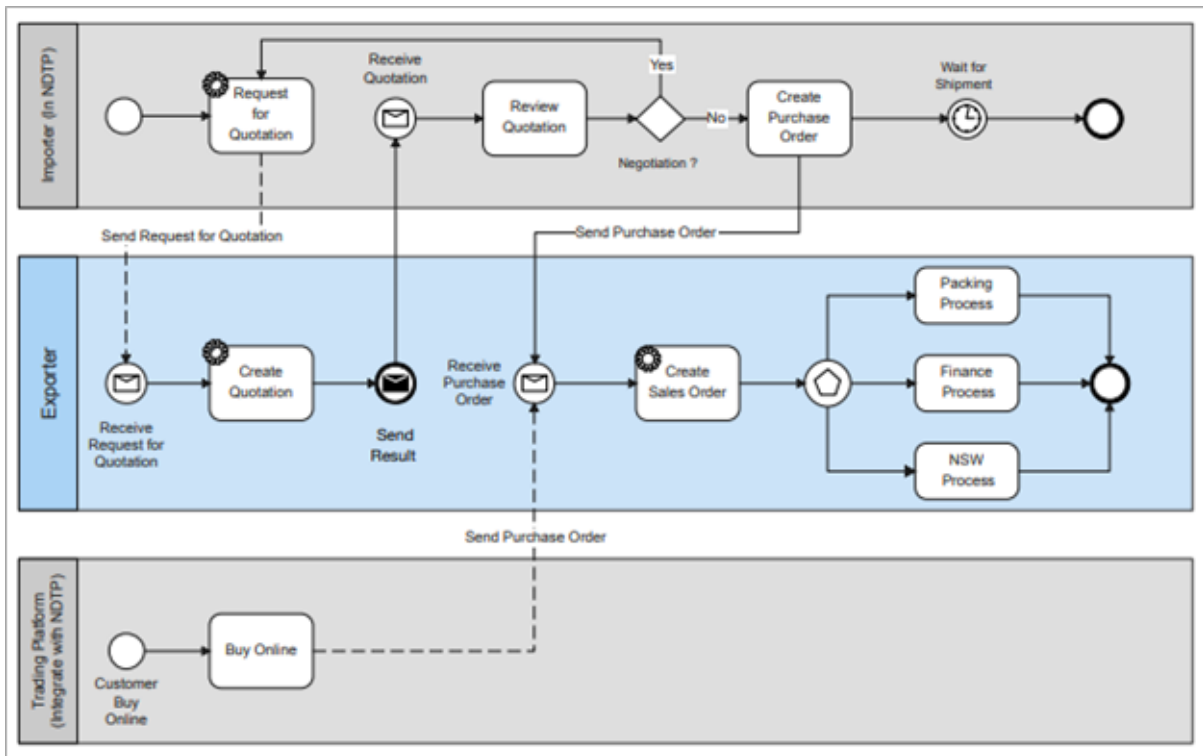 Importer (In NDTP)
Request
for
Quotation
Receive
Quotation
Review
Quotation
Yes
No
Negotiation ?
Create
Purchase
Order
Wait for
Shipment
Send Request for Quotation
Send Purchase Order
Exporter
Receive
Request for
Quotation
Create
Quotation
Send
Result
Receive
Purchase
Order
Create
Sales Order
Packing
Process
Finance
Process
NSW
Process
Send Purchase Order
Trading Platform
(Integrate with NDTP)
Customer
Buy
Online
Buy Online